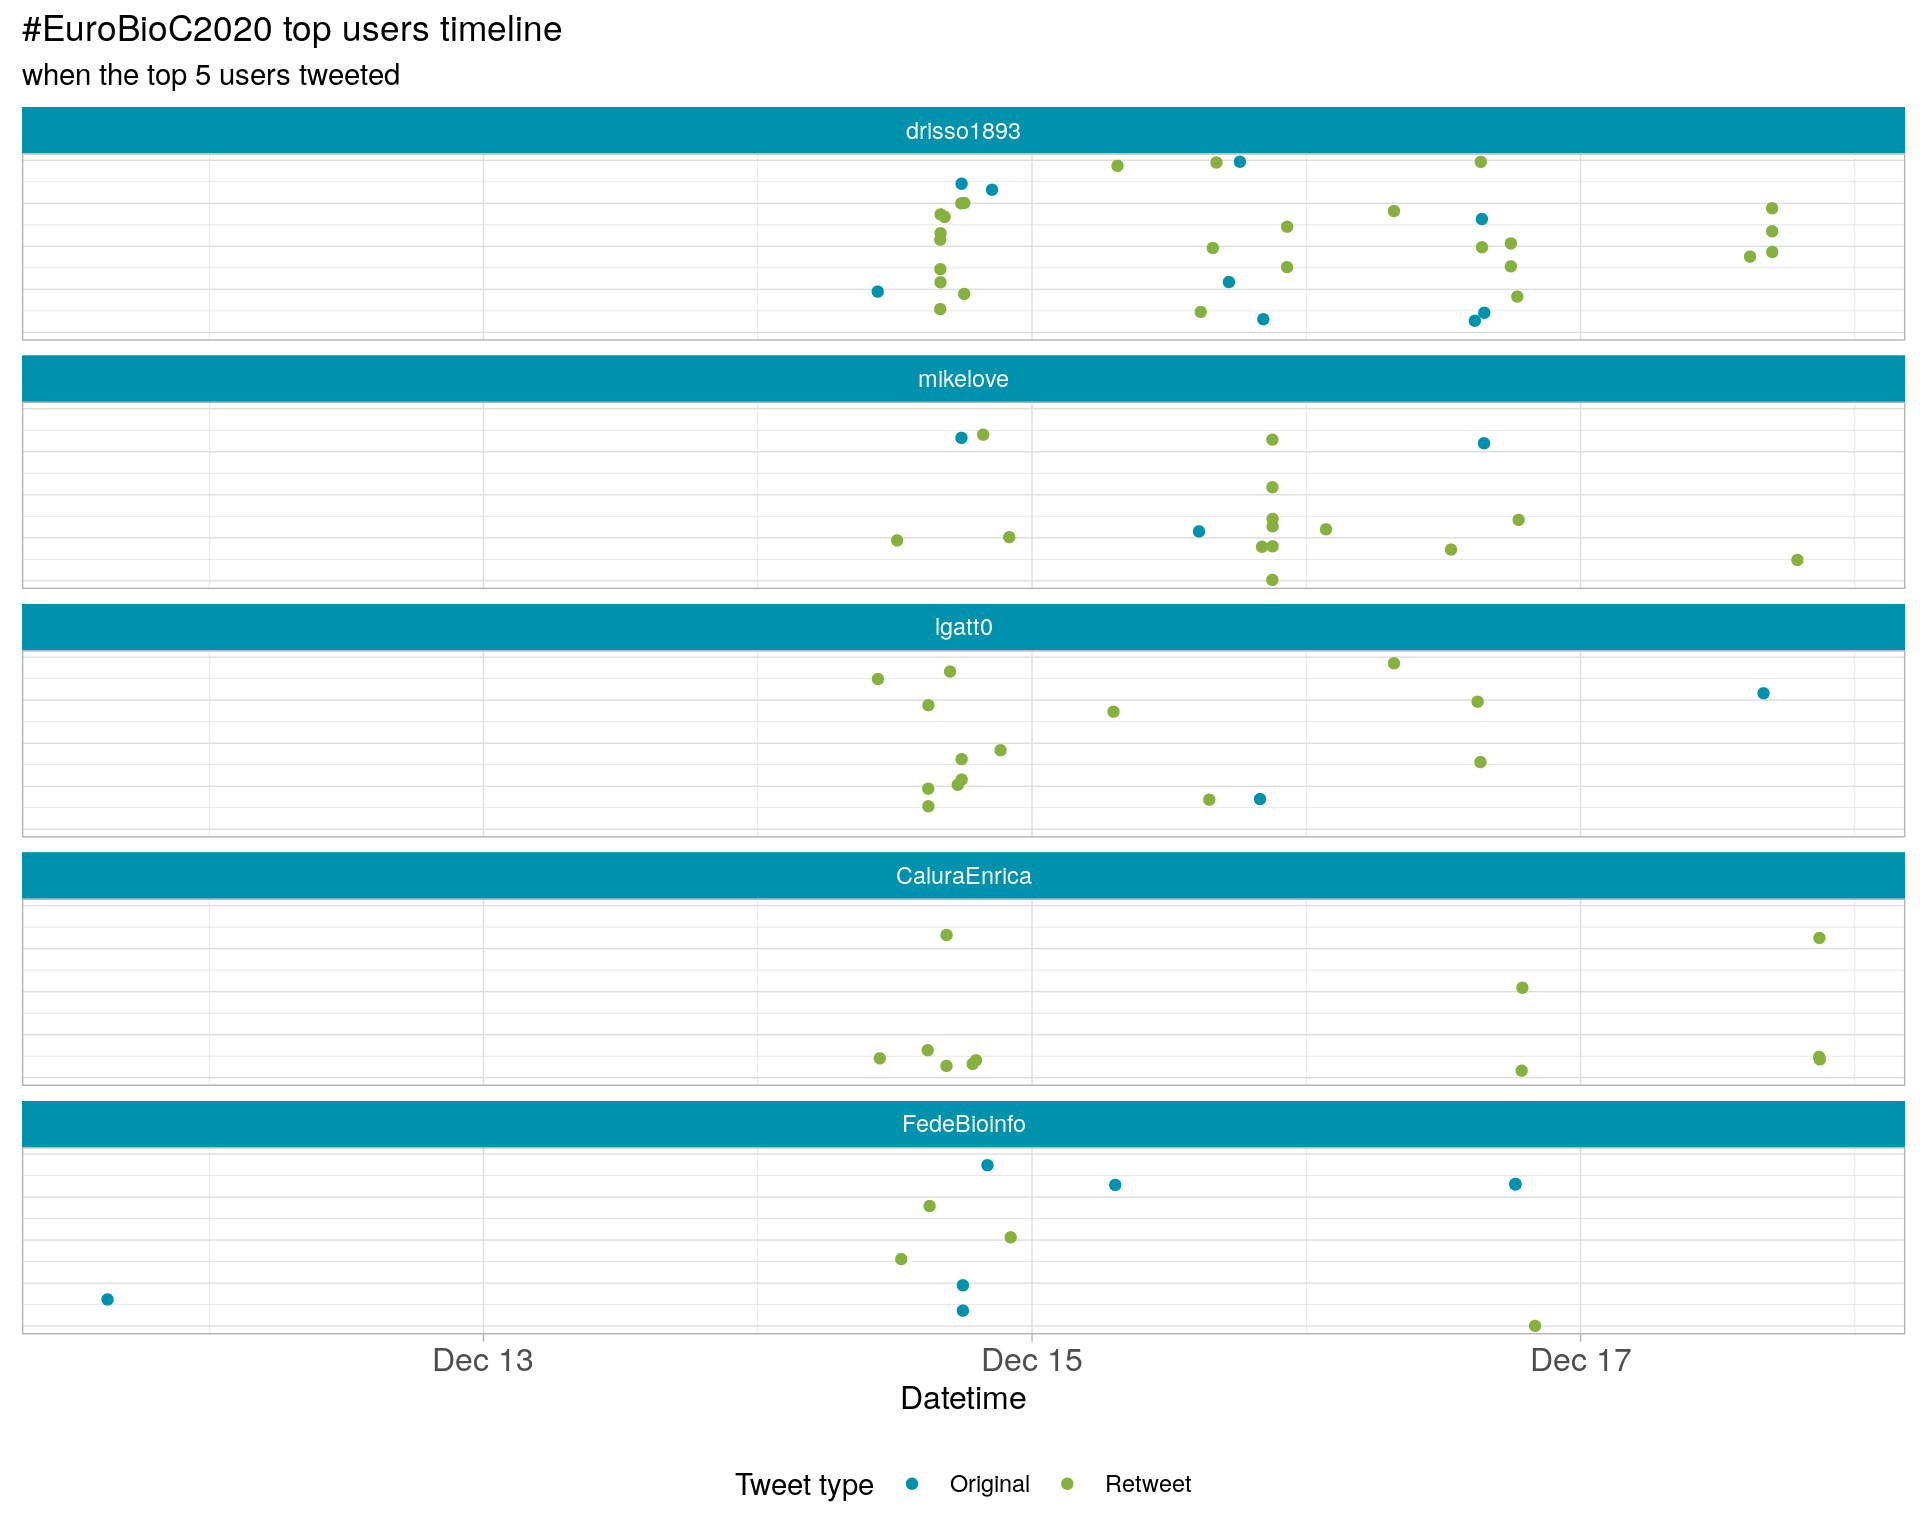 #EuroBioC2020 top users timeline
when the top 5 users tweeted
drisso1893
mikelove
lgatt0
CaluraEnrica
FedeBioinfo
Dec 13 Dec 15 Dec 17
Datetime
Tweet type Original Retweet